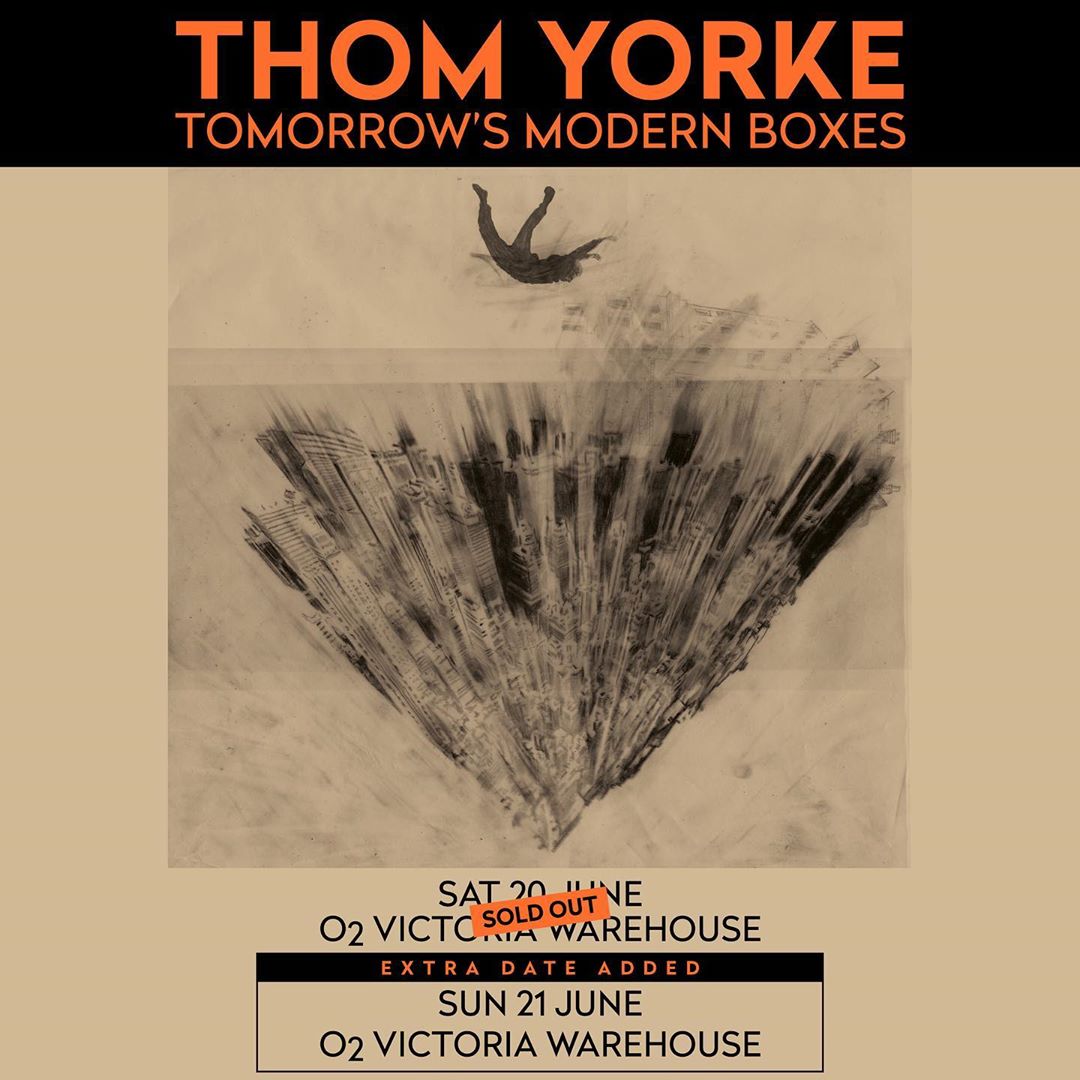 THOM YORKE
TOMORROW'S MODERN BOXES
SAT 20 JUNE
SOLD OUT
O2 VICTORIA WAREHOUSE
EXTRA DATE ADDED
SUN 21 JUNE
O2 VICTORIA WAREHOUSE